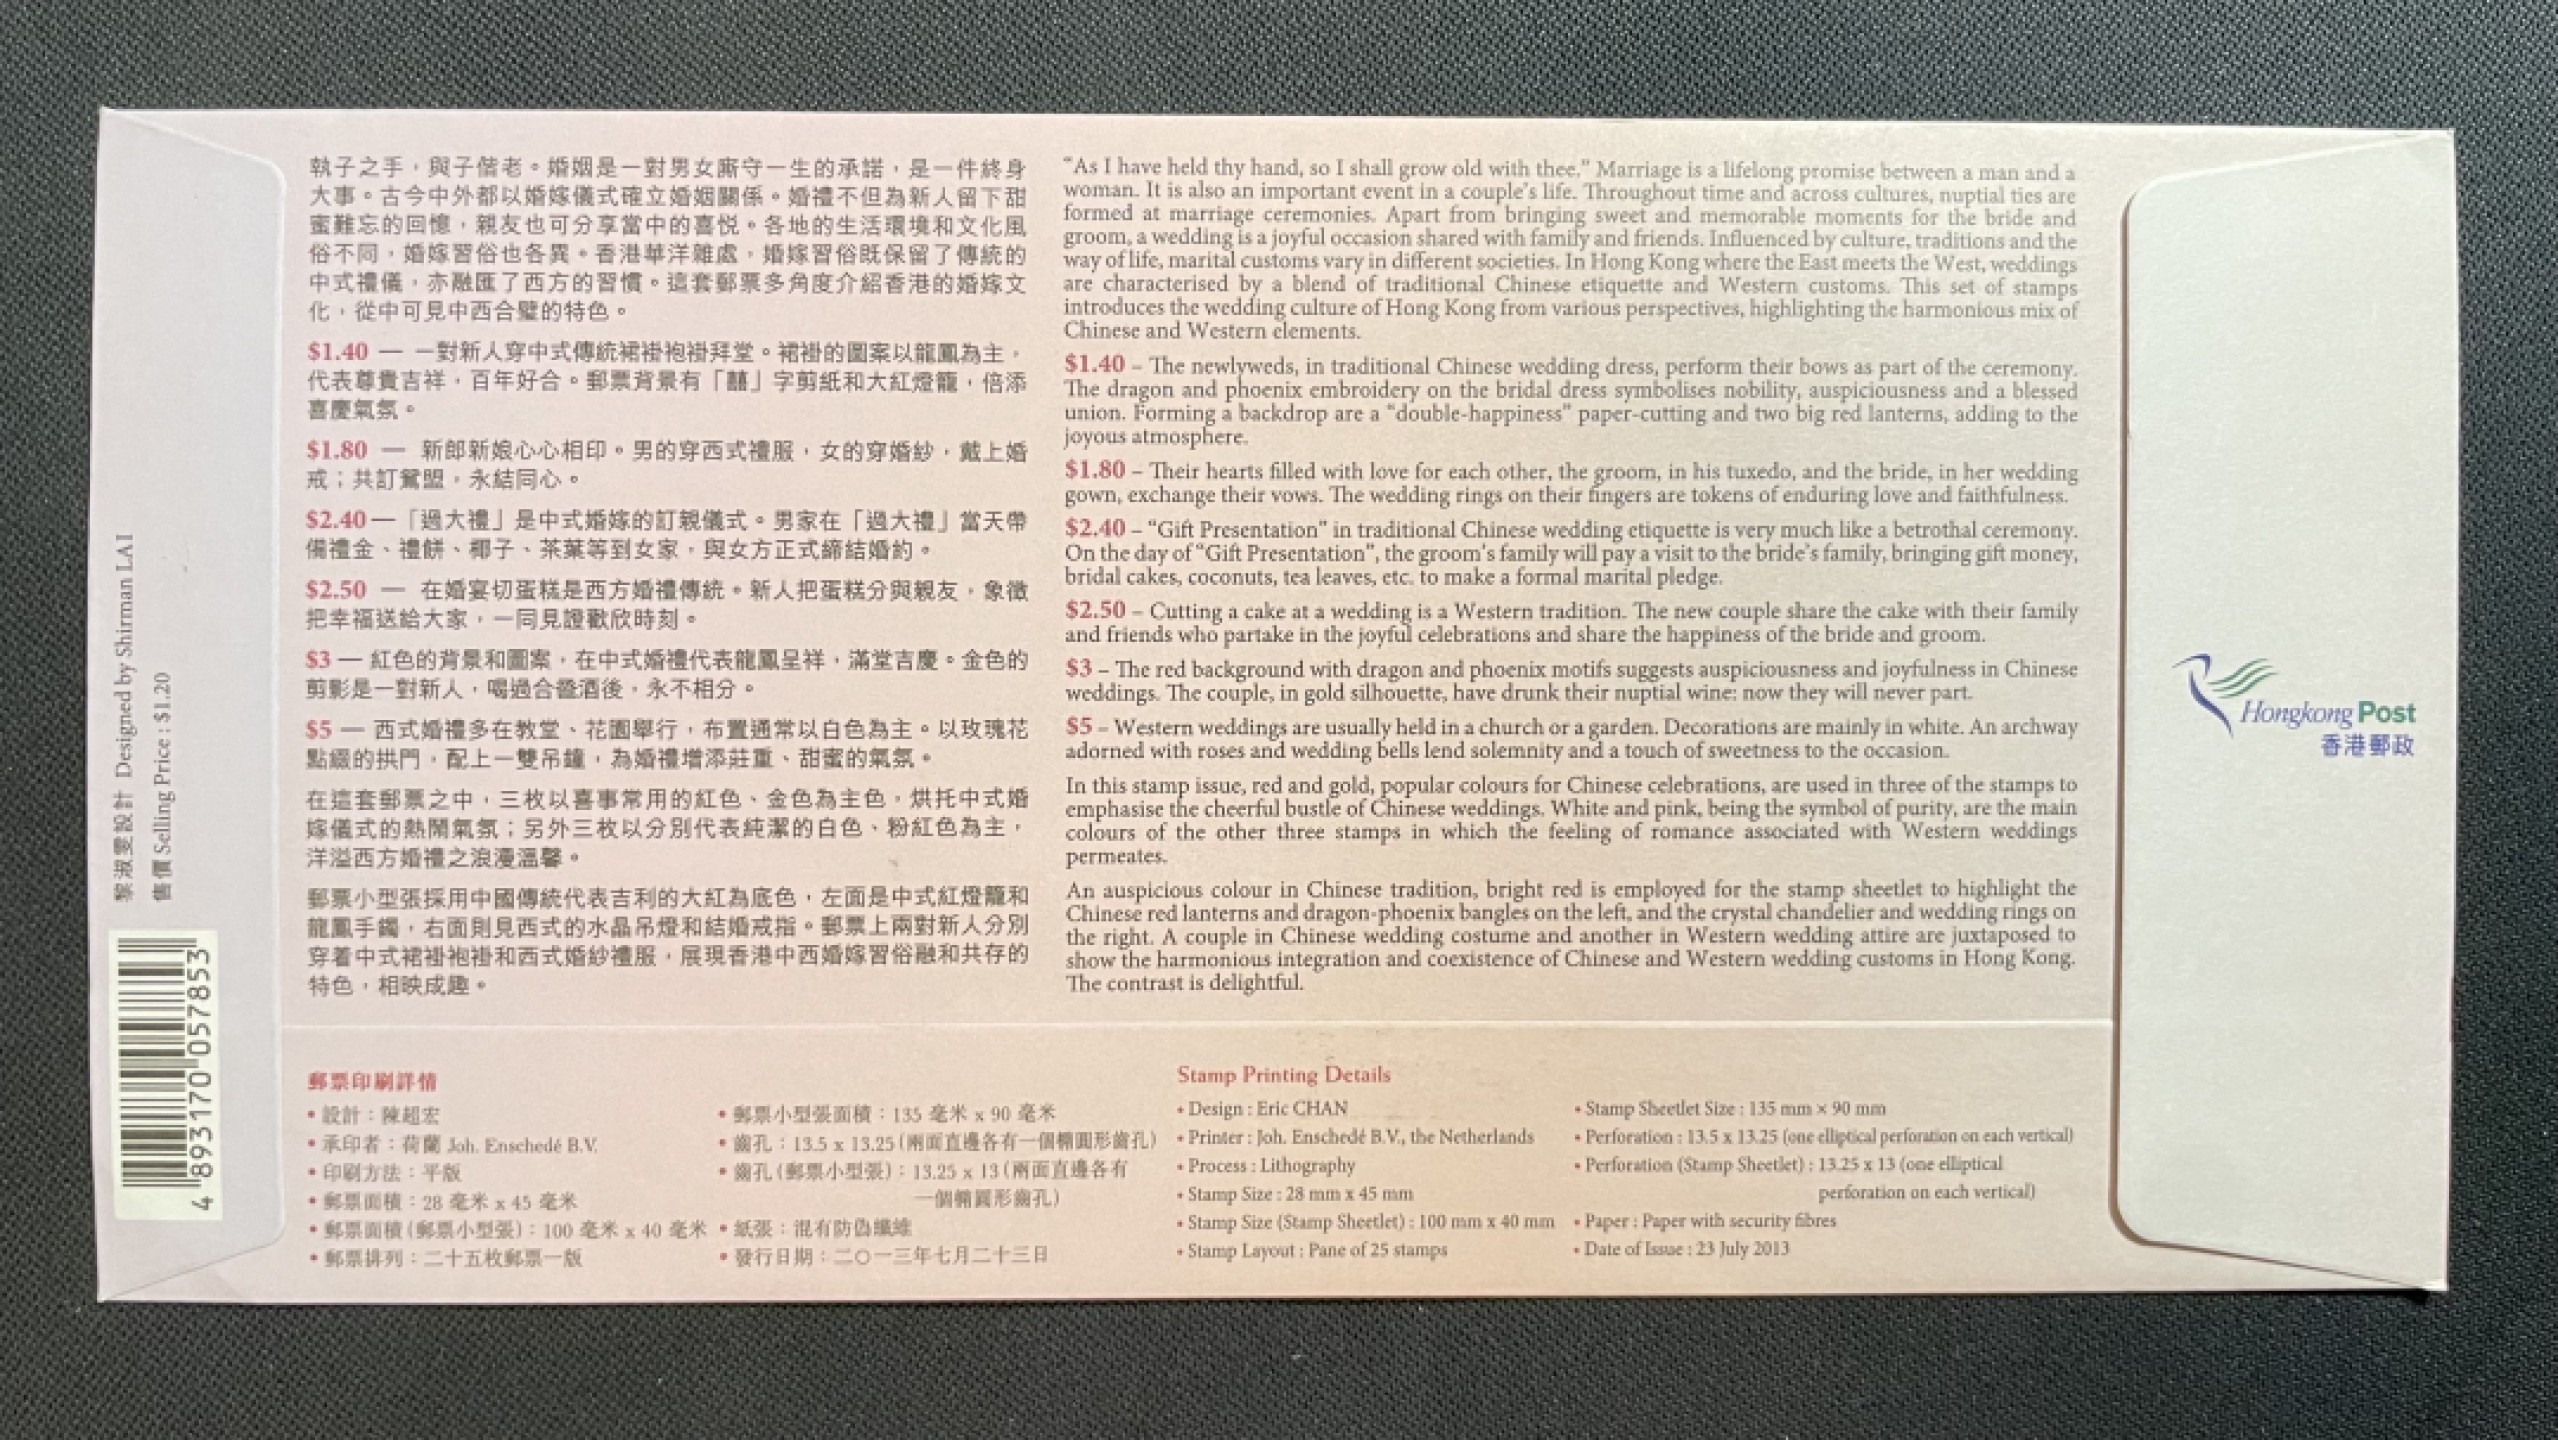 執子之手，與子偕老。婚姻是一對男女廝守一生的承諾，是一件終身
大事。古今中外都以婚嫁儀式確立婚姻關係。婚禮不但為新人留下甜
蜜難忘的回憶，親友也可分享當中的喜悅。各地的生活環境和文化風
俗不同，婚嫁習俗也各異。香港華洋雜處，婚嫁習俗既保留了傳統的
中式禮儀，亦融匯了西方的習慣。這套郵票多角度介紹香港的婚嫁文
化，從中可見中西合璧的特色。
$1.40 — 一對新人穿中式傳統裙褂袍褂拜堂。裙褂的圖案以龍鳳為主，
代表尊貴吉祥，百年好合。郵票背景有「囍」字剪紙和大紅燈籠，倍添
喜慶氣氛。
$1.80 — 新郎新娘心心相印。男的穿西式禮服，女的穿婚紗，戴上婚
戒；共訂鴛盟，永結同心。
$2.40 —「過大禮」是中式婚嫁的訂親儀式。男家在「過大禮」當天帶
備禮金、禮餅、椰子、茶葉等到女家，與女方正式締結婚約。
$2.50 — 在婚宴切蛋糕是西方婚禮傳統。新人把蛋糕分與親友，象徵
把幸福送給大家，一同見證歡欣時刻。
$3 — 紅色的背景和圖案，在中式婚禮代表龍鳳呈祥，滿堂吉慶。金色的
剪影是一對新人，喝過合巹酒後，永不相分。
$5 — 西式婚禮多在教堂、花園舉行，布置通常以白色為主。以玫瑰花
點綴的拱門，配上一雙吊鐘，為婚禮增添莊重、甜蜜的氣氛。
在這套郵票之中，三枚以喜事常用的紅色、金色為主色，烘托中式婚
嫁儀式的熱鬧氣氛；另外三枚以分別代表純潔的白色、粉紅色為主，
洋溢西方婚禮之浪漫溫馨。
郵票小型張採用中國傳統代表吉利的大紅為底色，左面是中式紅燈籠和
龍鳳手鐲，右面則見西式的水晶吊燈和結婚戒指。郵票上兩對新人分別
穿着中式裙褂袍褂和西式婚紗禮服，展現香港中西婚嫁習俗融和共存的
特色，相映成趣。
“As I have held thy hand, so I shall grow old with thee.” Marriage is a lifelong promise between a man and a
woman. It is also an important event in a couple’s life. Throughout time and across cultures, nuptial ties are
formed at marriage ceremonies. Apart from bringing sweet and memorable moments for the bride and
groom, a wedding is a joyful occasion shared with family and friends. Influenced by culture, traditions and the
way of life, marital customs vary in different societies. In Hong Kong where the East meets the West, weddings
are characterised by a blend of traditional Chinese etiquette and Western customs. This set of stamps
introduces the wedding culture of Hong Kong from various perspectives, highlighting the harmonious mix of
Chinese and Western elements.
$1.40 – The newlyweds, in traditional Chinese wedding dress, perform their bows as part of the ceremony.
The dragon and phoenix embroidery on the bridal dress symbolises nobility, auspiciousness and a blessed
union. Forming a backdrop are a “double-happiness” paper-cutting and two big red lanterns, adding to the
joyous atmosphere.
$1.80 – Their hearts filled with love for each other, the groom, in his tuxedo, and the bride, in her wedding
gown, exchange their vows. The wedding rings on their fingers are tokens of enduring love and faithfulness.
$2.40 – “Gift Presentation” in traditional Chinese wedding etiquette is very much like a betrothal ceremony.
On the day of “Gift Presentation”, the groom’s family will pay a visit to the bride’s family, bringing gift money,
bridal cakes, coconuts, tea leaves, etc. to make a formal marital pledge.
$2.50 – Cutting a cake at a wedding is a Western tradition. The new couple share the cake with their family
and friends who partake in the joyful celebrations and share the happiness of the bride and groom.
$3 – The red background with dragon and phoenix motifs suggests auspiciousness and joyfulness in Chinese
weddings. The couple, in gold silhouette, have drunk their nuptial wine: now they will never part.
$5 – Western weddings are usually held in a church or a garden. Decorations are mainly in white. An archway
adorned with roses and wedding bells lend solemnity and a touch of sweetness to the occasion.
In this stamp issue, red and gold, popular colours for Chinese celebrations, are used in three of the stamps to
emphasise the cheerful bustle of Chinese weddings. White and pink, being the symbol of purity, are the main
colours of the other three stamps in which the feeling of romance associated with Western weddings
permeates.
An auspicious colour in Chinese tradition, bright red is employed for the stamp sheetlet to highlight the
Chinese red lanterns and dragon-phoenix bangles on the left, and the crystal chandelier and wedding rings on
the right. A couple in Chinese wedding costume and another in Western wedding attire are juxtaposed to
show the harmonious integration and coexistence of Chinese and Western wedding customs in Hong Kong.
The contrast is delightful.
黎淑雯設計 Designed by Shirman LAI
售價 Selling Price : $1.20
4 893170 057853
Hongkong Post
香港郵政
郵票印刷詳情
• 設計：陳超宏
• 承印者：荷蘭 Joh. Enschedé B.V.
• 印刷方法：平版
• 郵票面積：28 毫米 x 45 毫米
• 郵票面積 (郵票小型張)：100 毫米 x 40 毫米
• 郵票排列：二十五枚郵票一版
• 郵票小型張面積：135 毫米 x 90 毫米
• 齒孔：13.5 x 13.25 (兩面直邊各有一個橢圓形齒孔)
• 齒孔 (郵票小型張)：13.25 x 13 (兩面直邊各有
一個橢圓形齒孔)
• 紙張：混有防偽纖維
• 發行日期：二〇一三年七月二十三日
Stamp Printing Details
• Design : Eric CHAN
• Printer : Joh. Enschedé B.V., the Netherlands
• Process : Lithography
• Stamp Size : 28 mm x 45 mm
• Stamp Size (Stamp Sheetlet) : 100 mm x 40 mm
• Stamp Layout : Pane of 25 stamps
• Stamp Sheetlet Size : 135 mm × 90 mm
• Perforation : 13.5 x 13.25 (one elliptical perforation on each vertical)
• Perforation (Stamp Sheetlet) : 13.25 x 13 (one elliptical
perforation on each vertical)
• Paper : Paper with security fibres
• Date of Issue : 23 July 2013